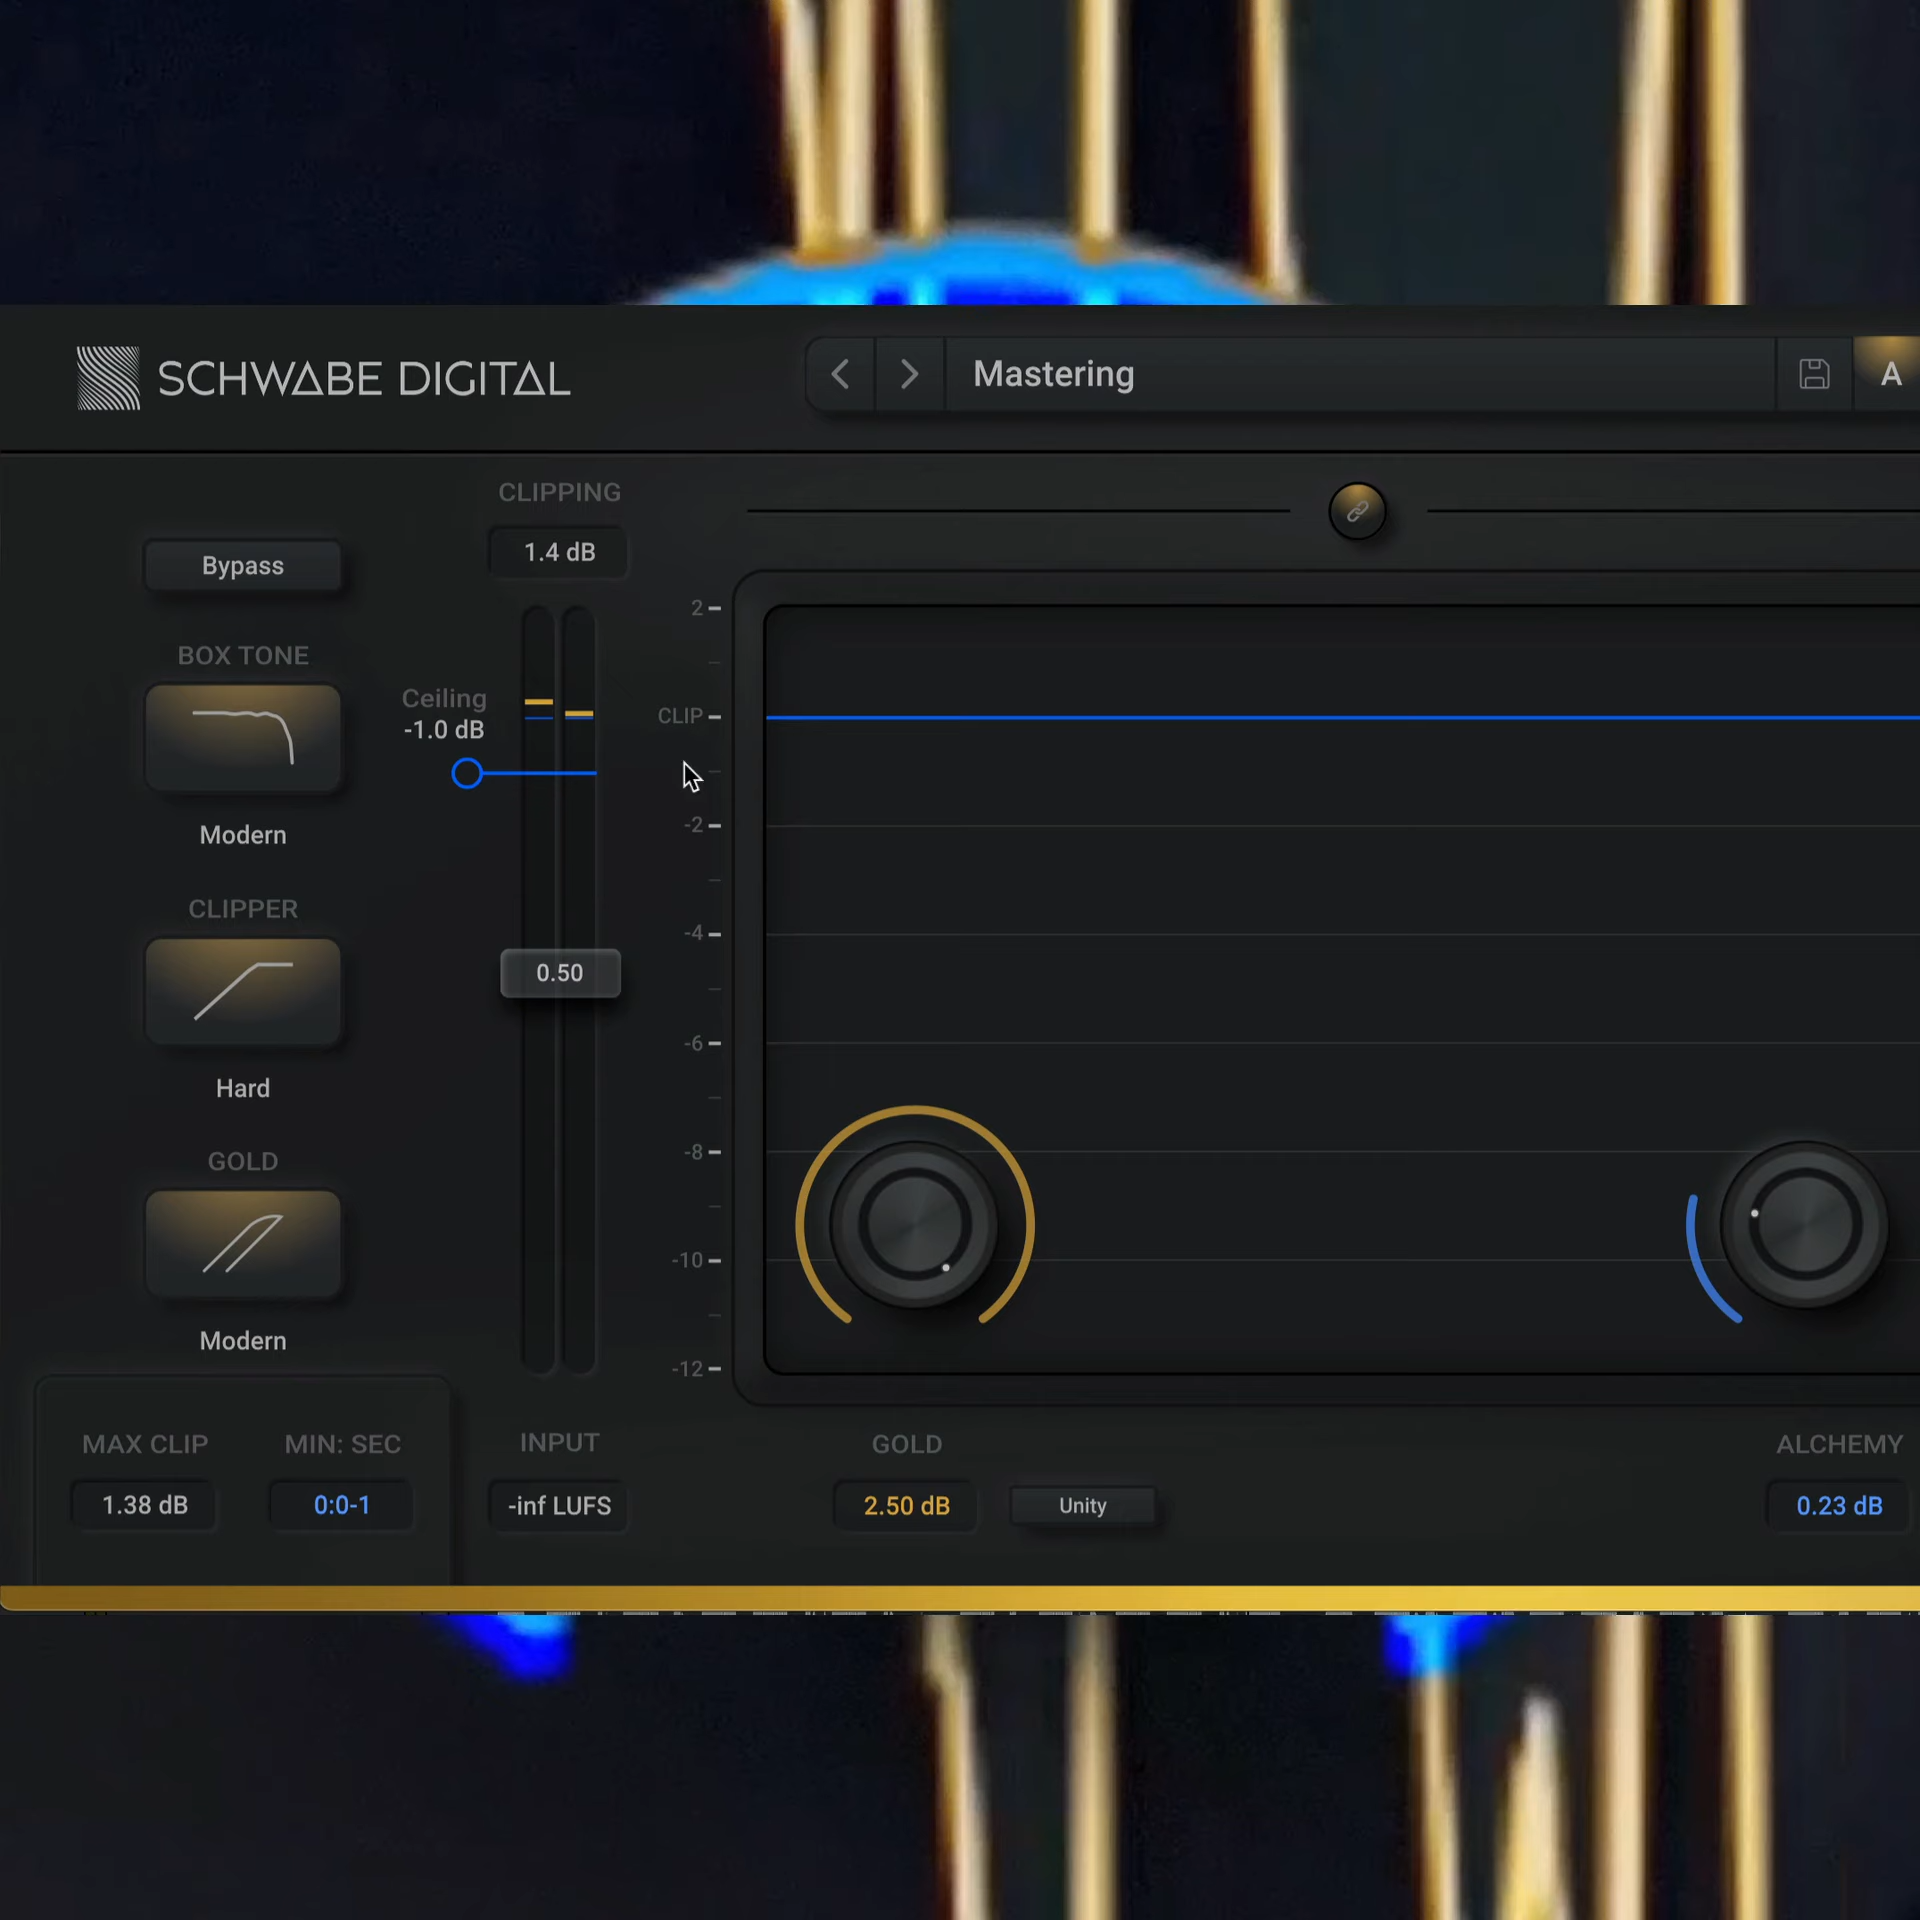 SCHWABE DIGITAL
Mastering
A
CLIPPING
1.4 dB
Bypass
BOX TONE
Modern
Ceiling
-1.0 dB
CLIPPER
Hard
0.50
GOLD
Modern
2
CLIP
-2
-4
-6
-8
-10
-12
MAX CLIP
MIN: SEC
INPUT
GOLD
ALCHEMY
1.38 dB
0:0-1
-inf LUFS
2.50 dB
Unity
0.23 dB